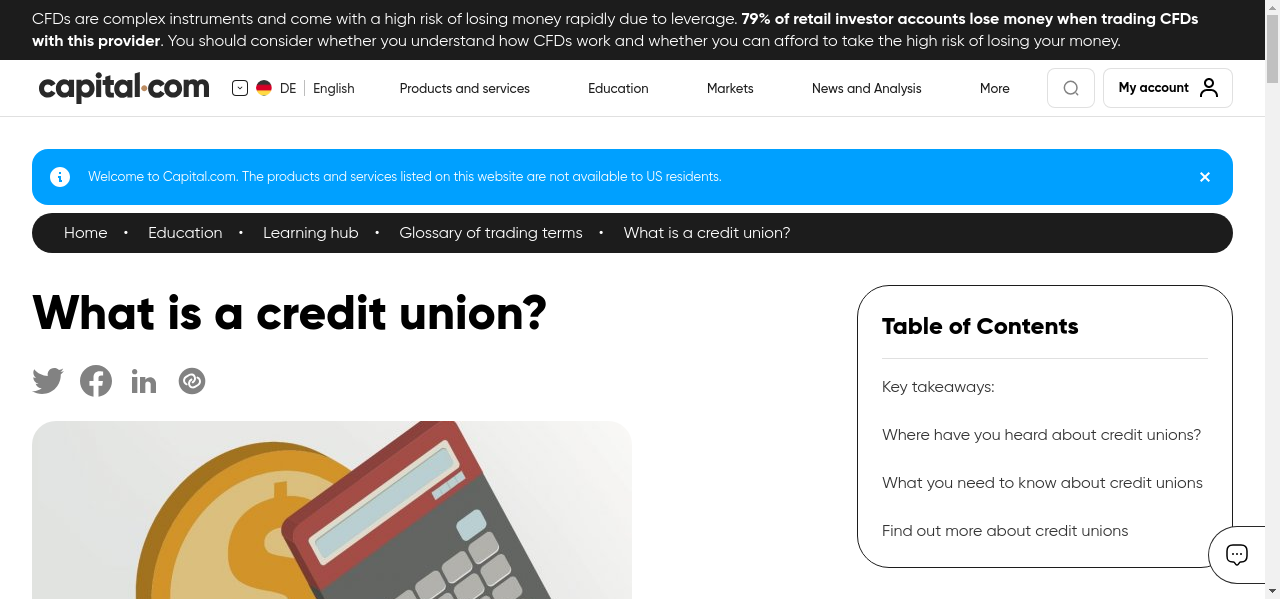 CFDs are complex instruments and come with a high risk of losing money rapidly due to leverage. 79% of retail investor accounts lose money when trading CFDs
with this provider. You should consider whether you understand how CFDs work and whether you can afford to take the high risk of losing your money.
capital.com
DE English Products and services Education Markets News and Analysis More My account
Welcome to Capital.com. The products and services listed on this website are not available to US residents.
Home • Education • Learning hub • Glossary of trading terms • What is a credit union?
What is a credit union?
Table of Contents
Key takeaways:
Where have you heard about credit unions?
What you need to know about credit unions
Find out more about credit unions